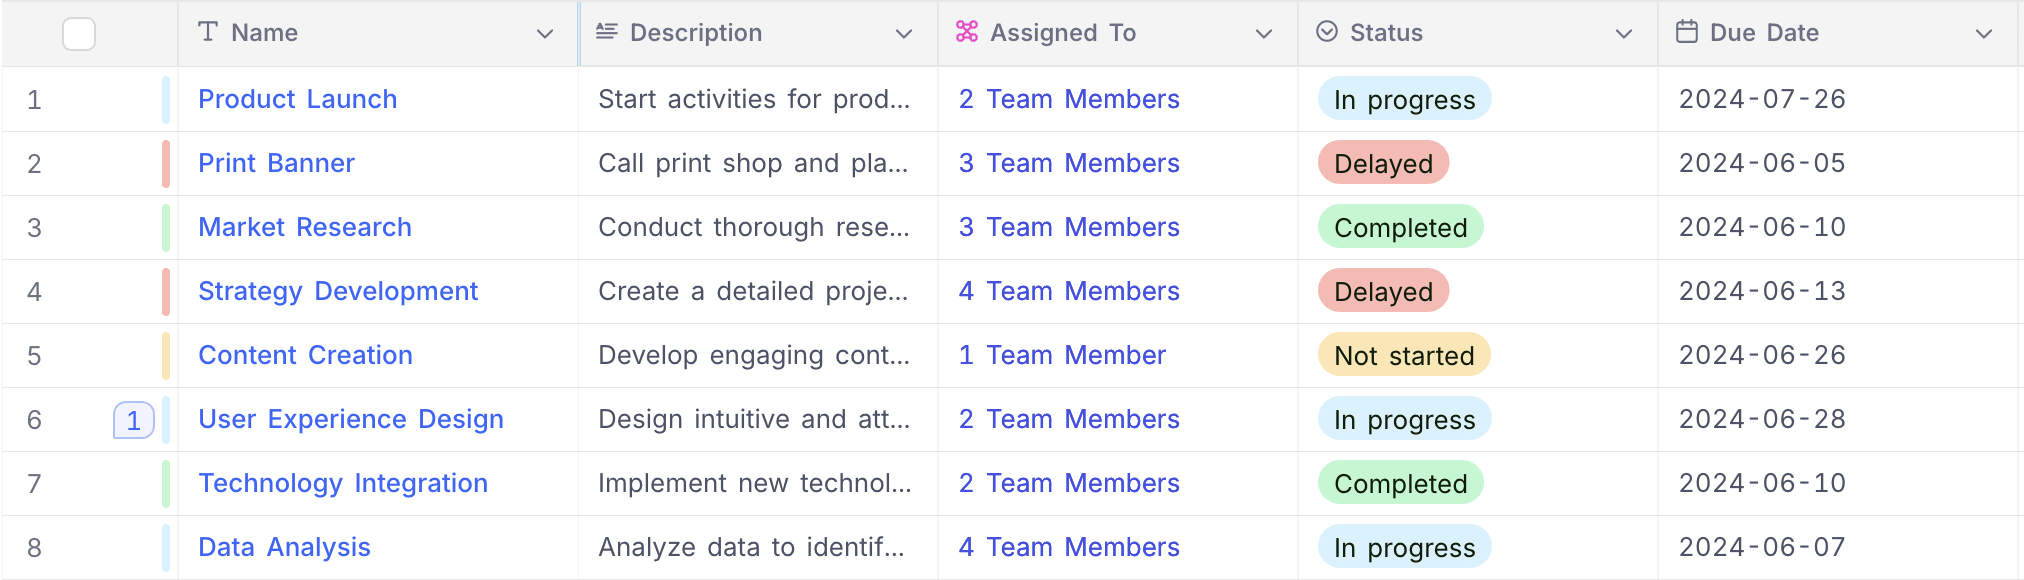 Name Description Assigned To Status Due Date
1 Product Launch Start activities for prod... 2 Team Members In progress 2024-07-26
2 Print Banner Call print shop and pla... 3 Team Members Delayed 2024-06-05
3 Market Research Conduct thorough rese... 3 Team Members Completed 2024-06-10
4 Strategy Development Create a detailed proje... 4 Team Members Delayed 2024-06-13
5 Content Creation Develop engaging cont... 1 Team Member Not started 2024-06-26
6 1 User Experience Design Design intuitive and att... 2 Team Members In progress 2024-06-28
7 Technology Integration Implement new technol... 2 Team Members Completed 2024-06-10
8 Data Analysis Analyze data to identif... 4 Team Members In progress 2024-06-07